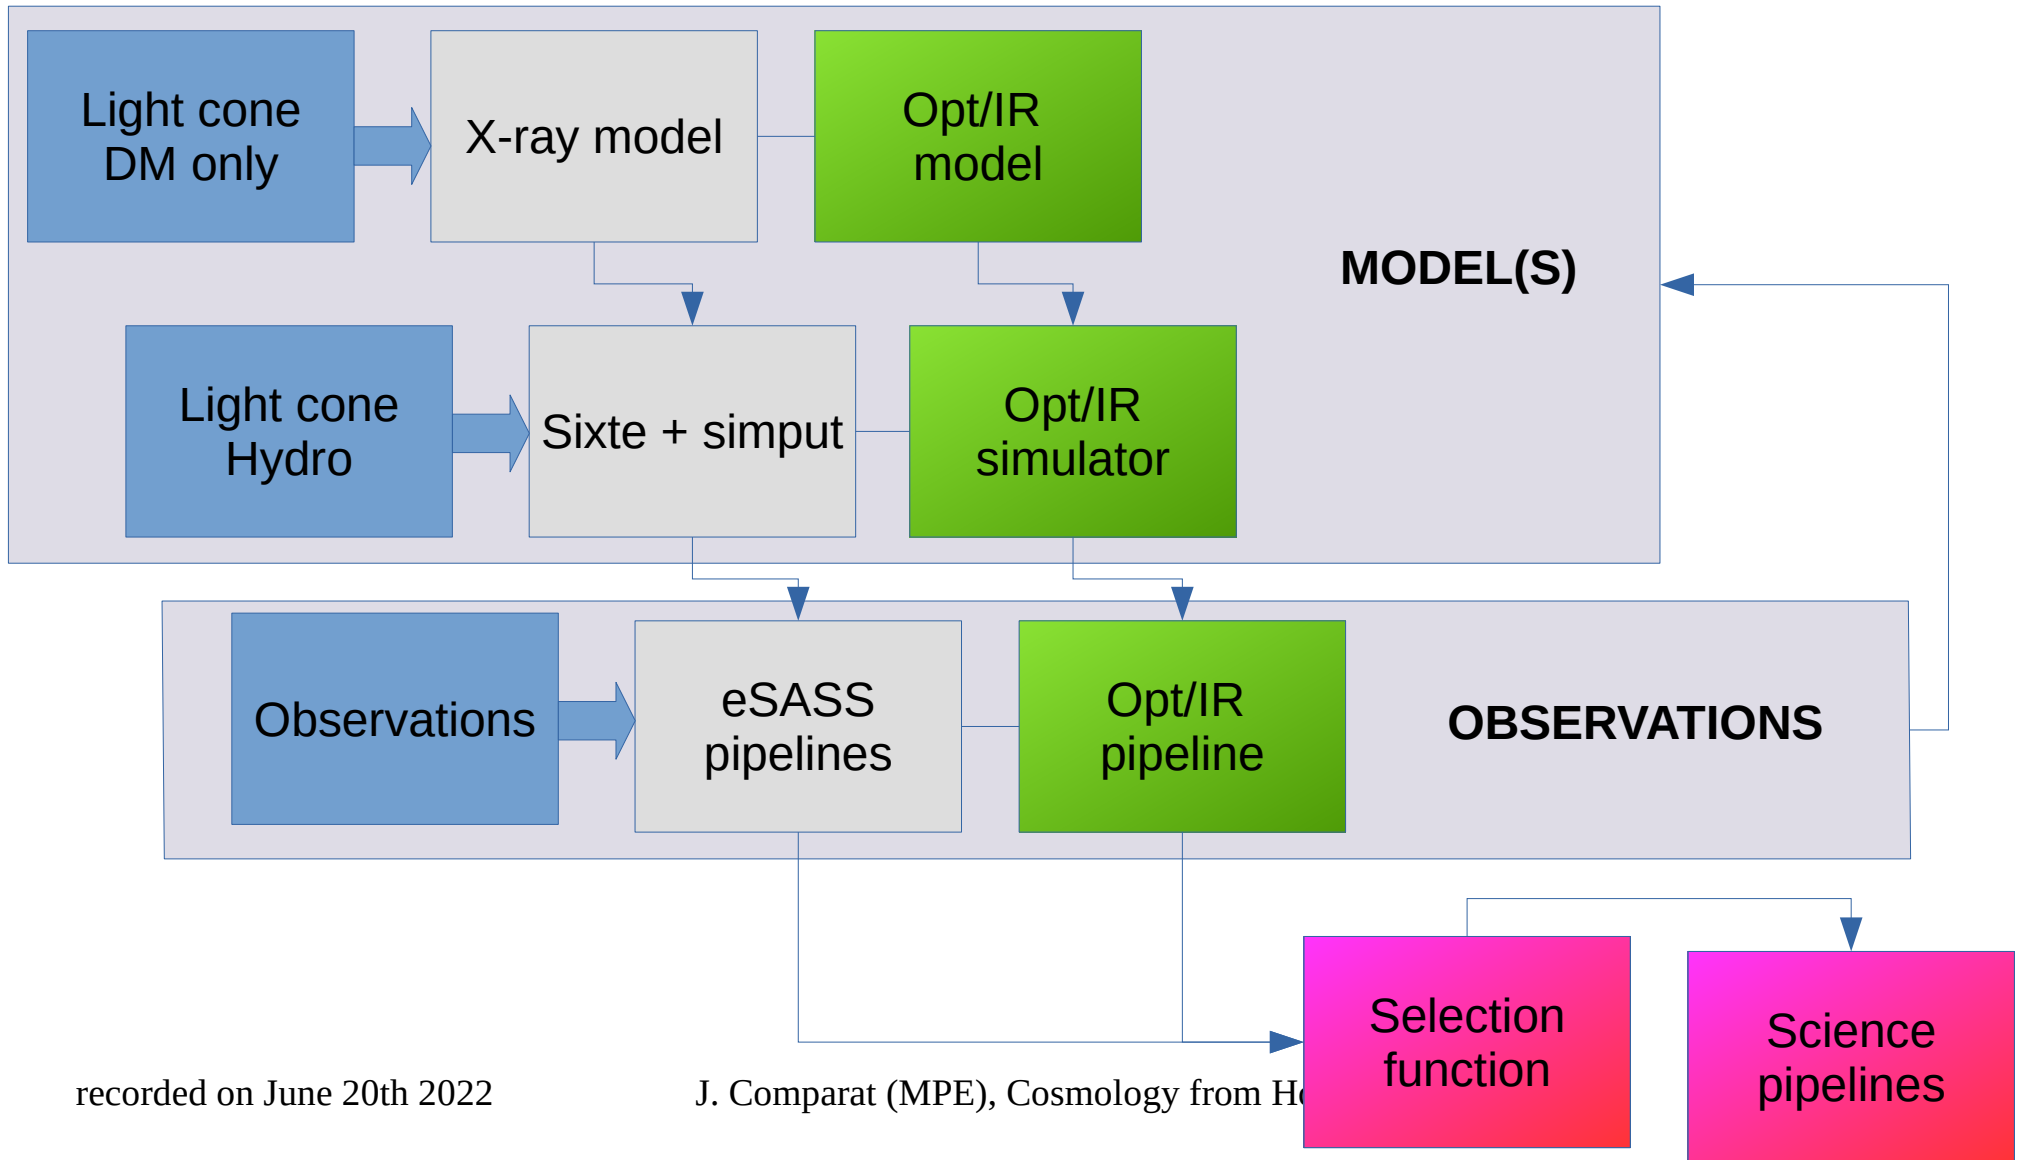 Light cone
DM only
X-ray model
Opt/IR
model
MODEL(S)
Light cone
Hydro
Sixte + simput
Opt/IR
simulator
Observations
eSASS
pipelines
Opt/IR
pipeline
OBSERVATIONS
Selection
function
Science
pipelines
recorded on June 20th 2022
J. Comparat (MPE), Cosmology from